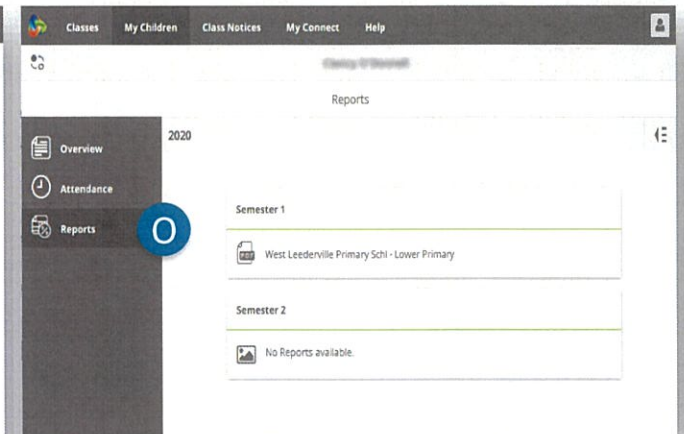 Classes My Children Class Notices My Connect Help
Reports
2020
Overview
Attendance
Reports
O
Semester 1
PDF West Leederville Primary Schl - Lower Primary
Semester 2
No Reports available.